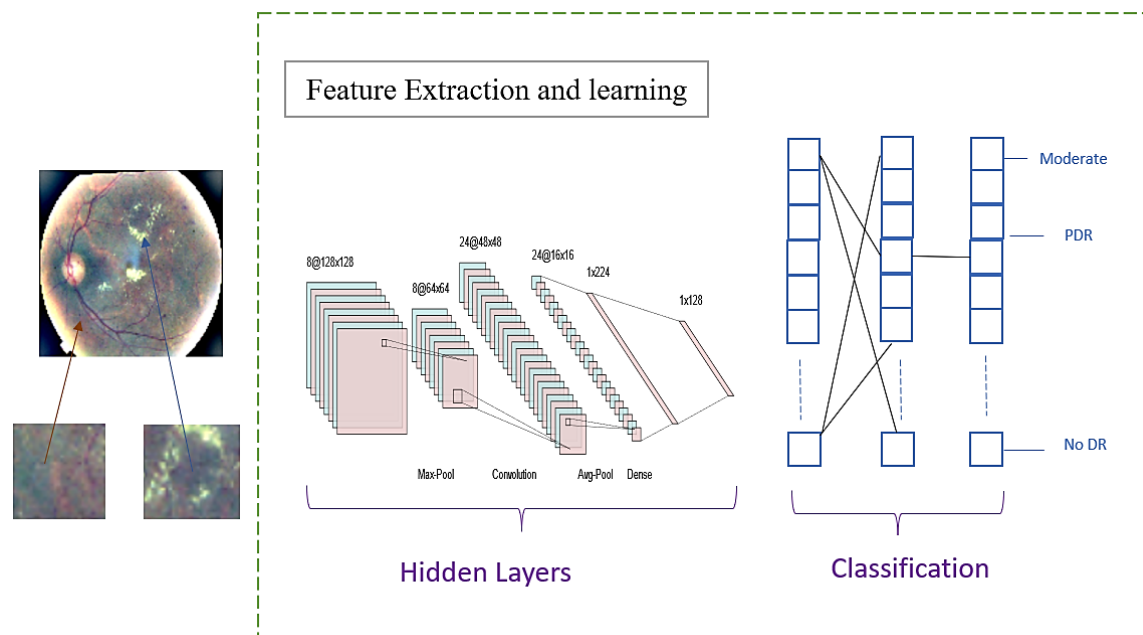 Feature Extraction and learning
8@128x128
8@64x64
24@48x48
24@16x16
1x224
1x128
Max-Pool
Convolution
Avg-Pool
Dense
Hidden Layers
Moderate
PDR
No DR
Classification